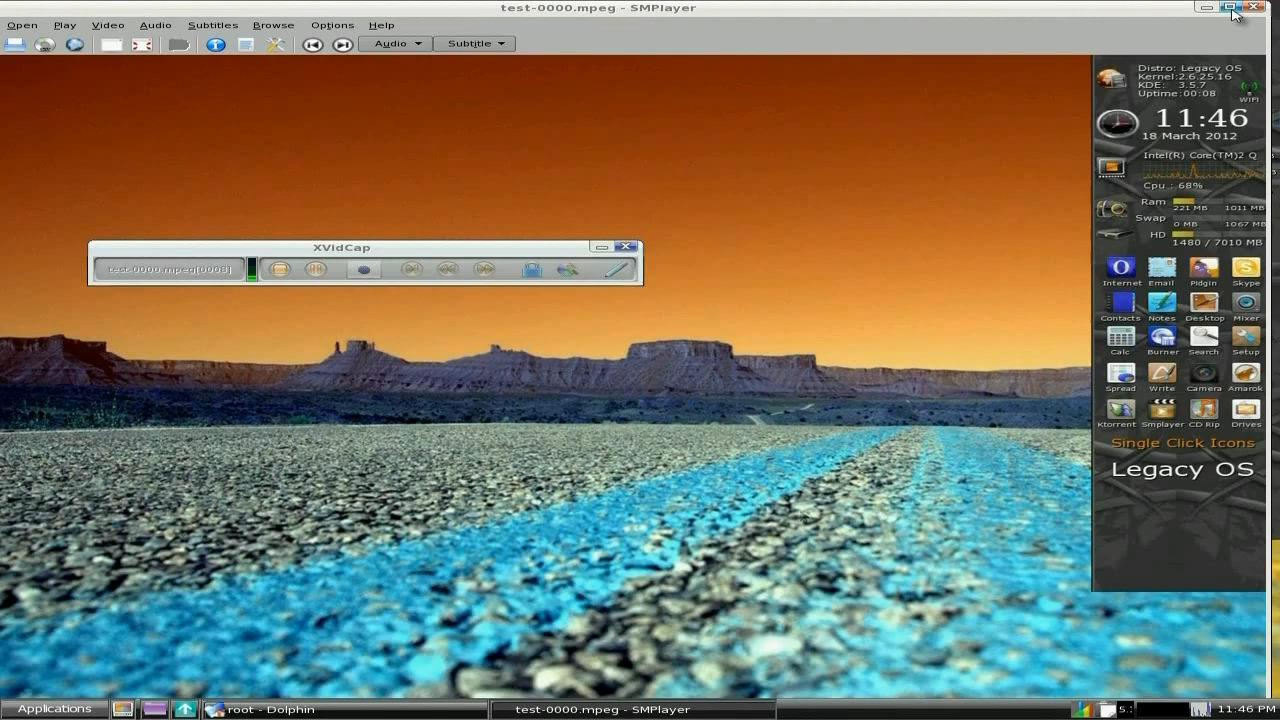 test-0000.mpeg - SMPlayer
Open Play Video Audio Subtitles Browse Options Help
Audio Subtitle
Distro: Legacy OS
Kernel:2.6.25.16
KDE: 3.5.7
Uptime:00:08
WIFI
11:46
18 March 2012
Intel(R) Core(TM)2 Q
Cpu : 68%
Ram
221 MB 1011 MB
Swap
0 MB 1067 MB
HD
1480 / 7010 MB
XVidCap
test-0000.mpeg[0008]
Internet Email Pidgin Skype
Contacts Notes Desktop Mixer
Calc Burner Search Setup
Spread Write Camera Amarok
Ktorrent Smplayer CD Rip Drives
Single Click Icons
Legacy OS
Applications root - Dolphin test-0000.mpeg - SMPlayer 5.: 11:46 PM